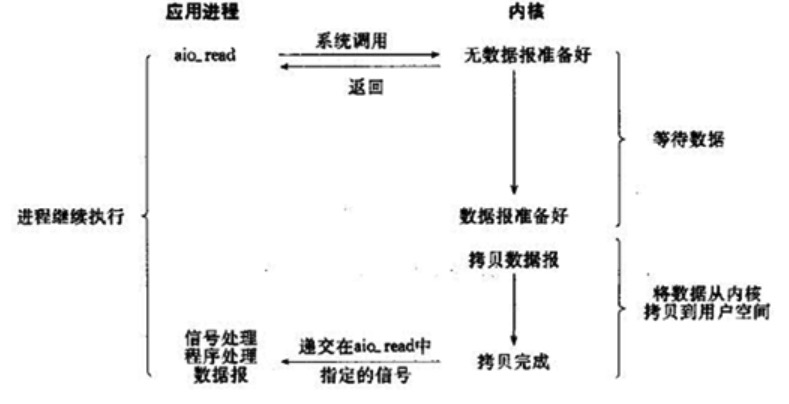 应用进程
内核
aio_read
系统调用
无数据报准备好
返回
等待数据
进程继续执行
数据报准备好
拷贝数据报
将数据从内核
拷贝到用户空间
信号处理
程序处理
数据报
递交在aio_read中
指定的信号
拷贝完成